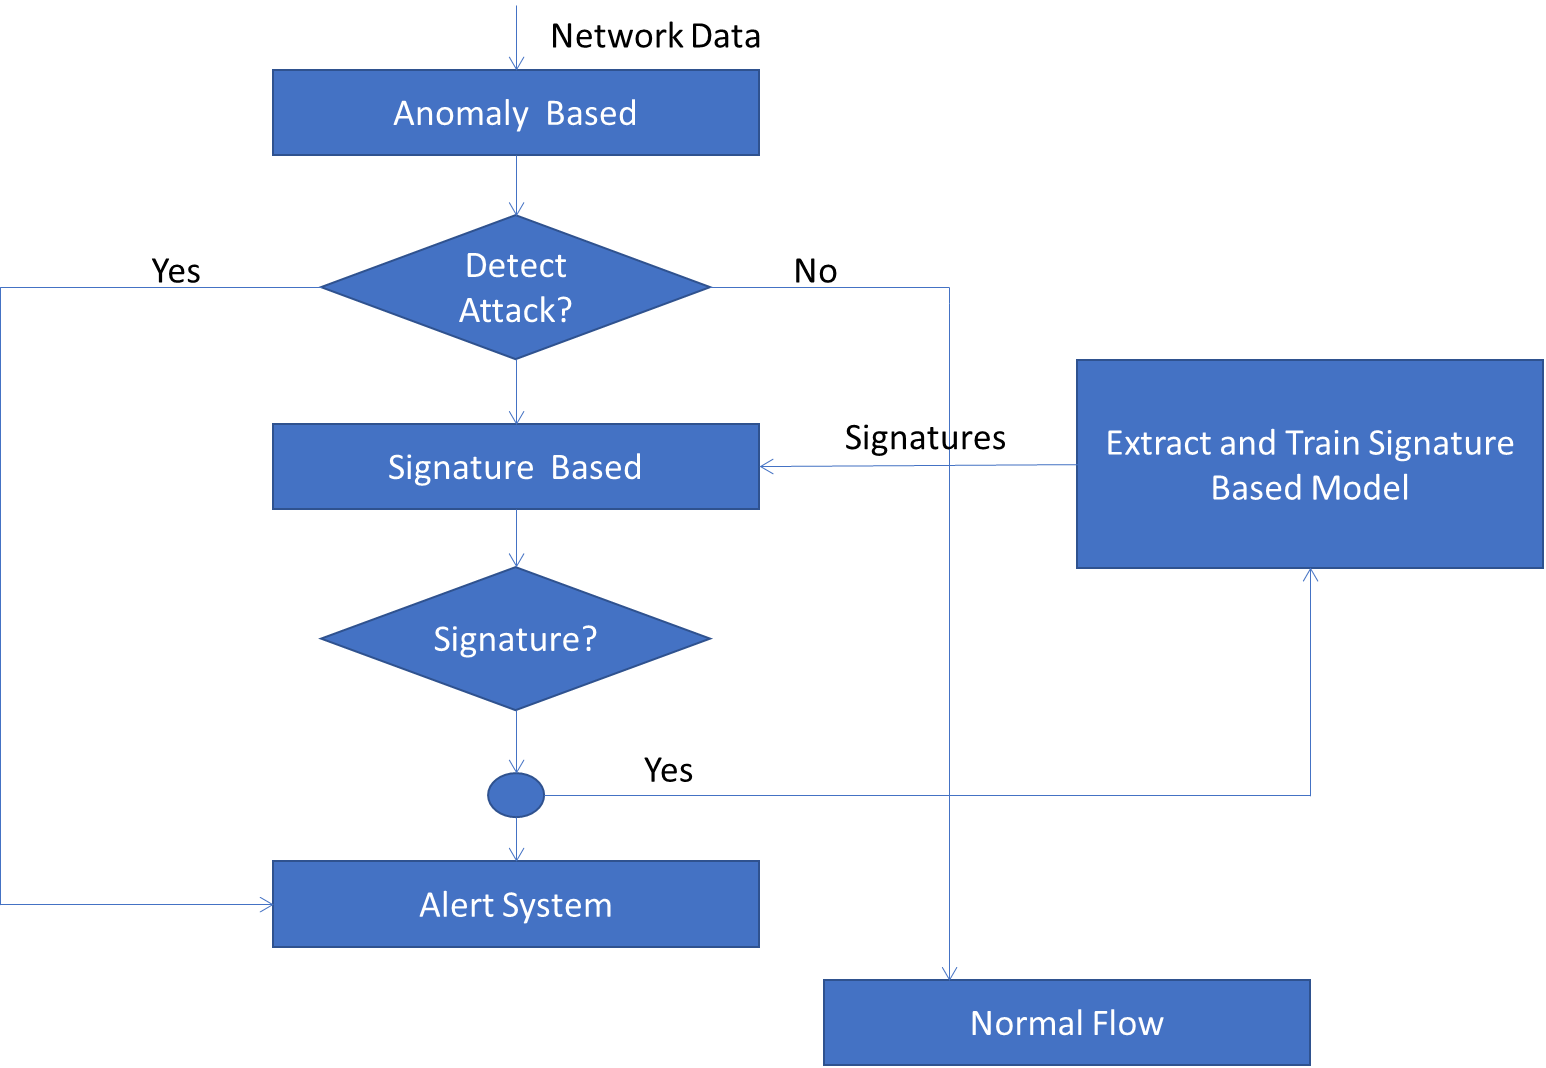 Network Data
Anomaly Based
Detect
Attack?
Yes
No
Signature Based
Signatures
Extract and Train Signature
Based Model
Signature?
Yes
Alert System
Normal Flow